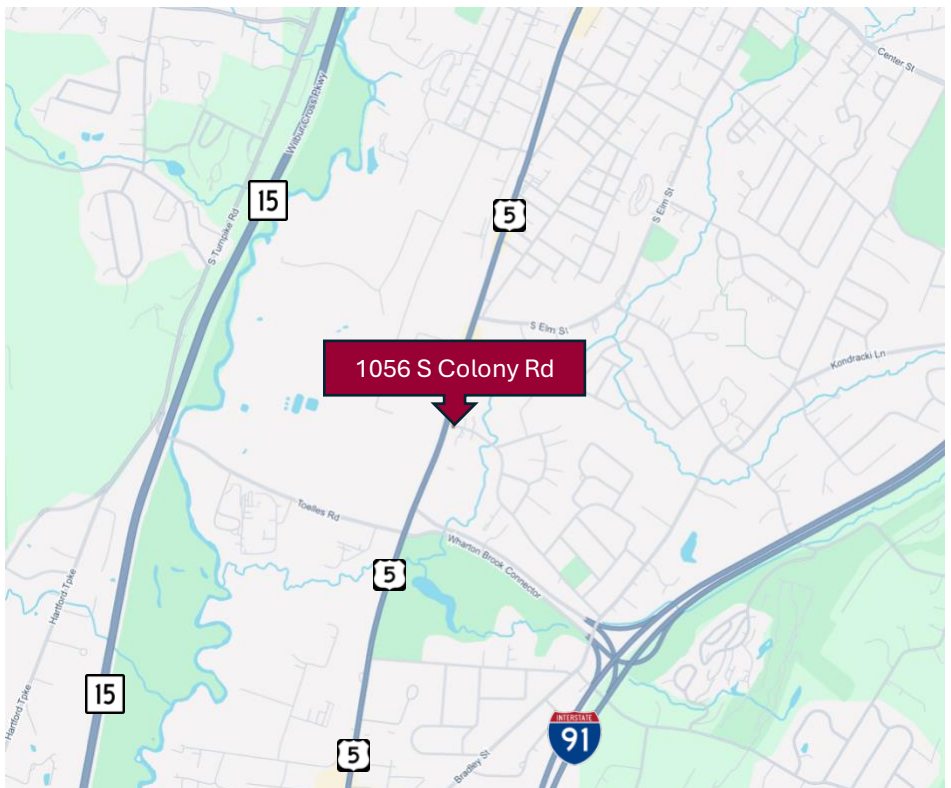 Center St
Wilbur Cross Pkwy
15
S Elm St
5
S Turnpike Rd
S Elm St
1056 S Colony Rd
Kondracki Ln
Toelles Rd
Wharton Brook Connector
5
Hartford Tpke
15
Hartford Tpke
INTERSTATE
91
5
Bradley St